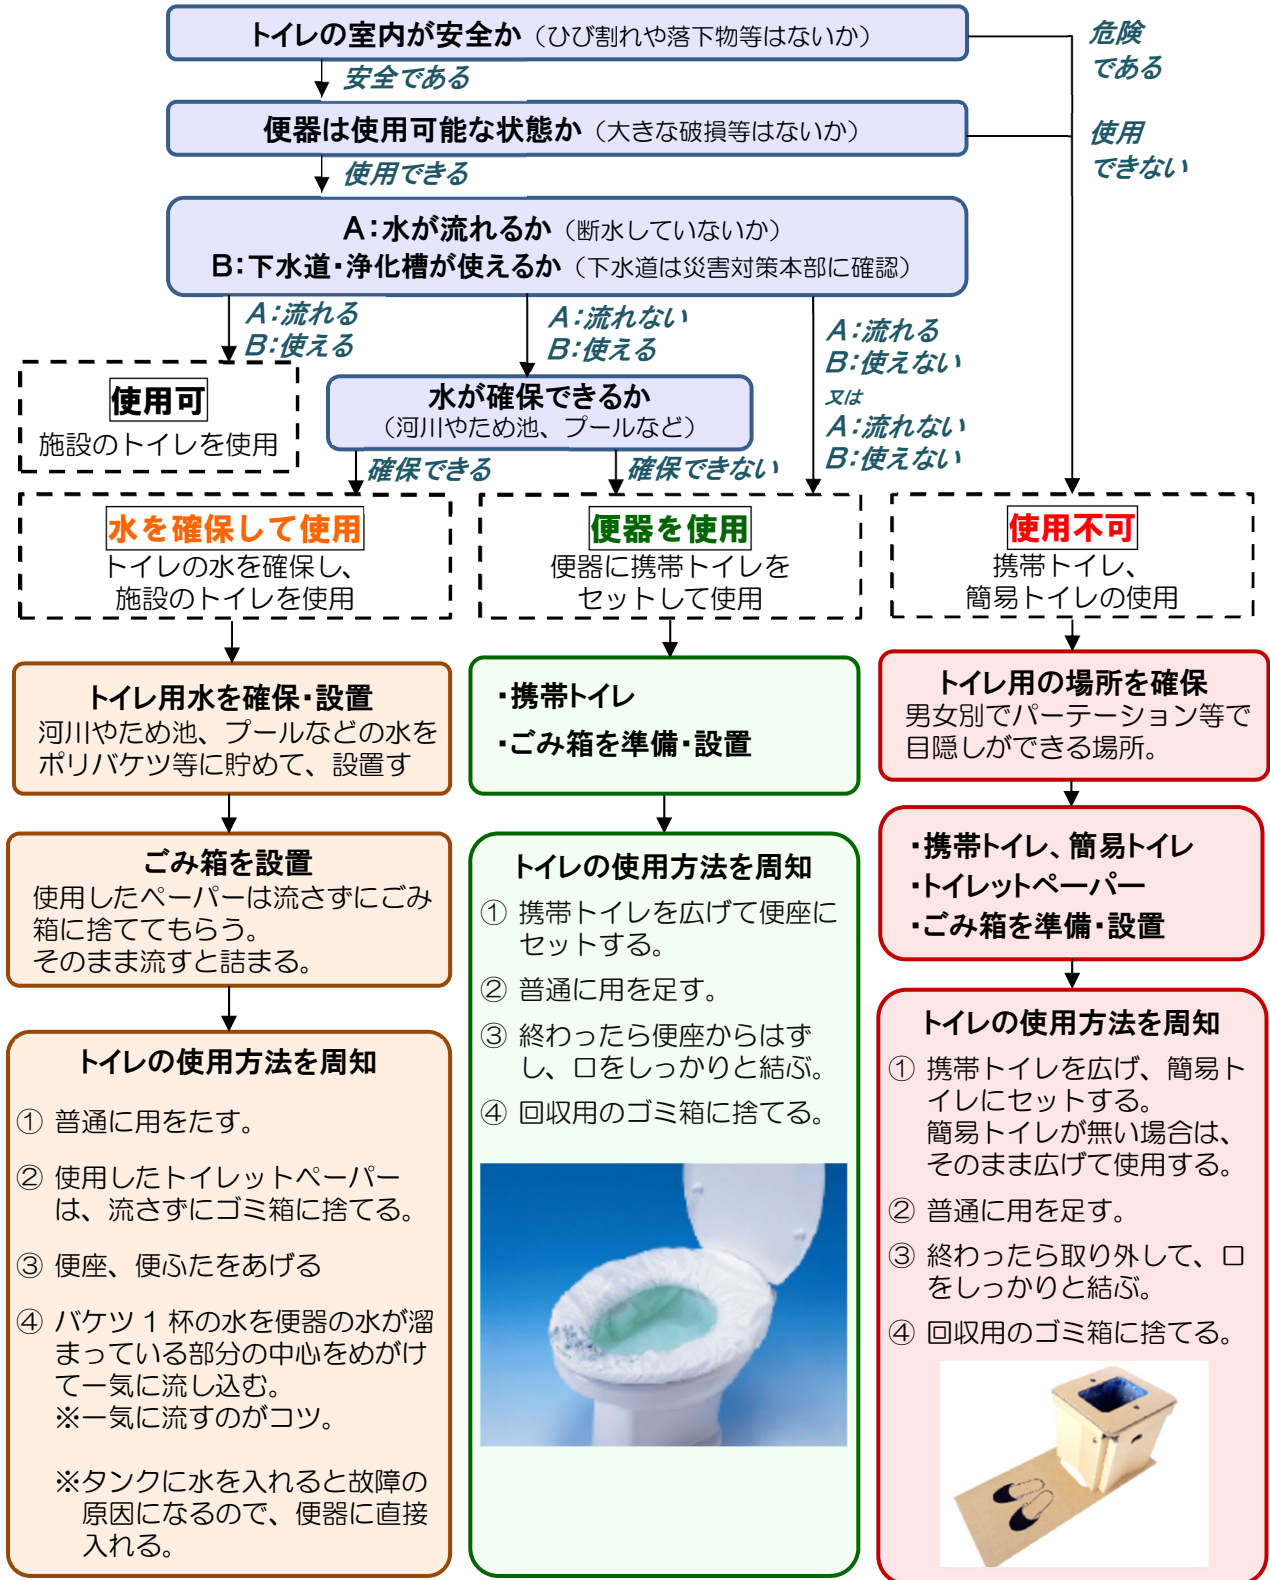 トイレの室内が安全か（ひび割れや落下物等はないか）
危険
である
安全である
便器は使用可能な状態か（大きな破損等はないか）
使用
できない
使用できる
A：水が流れるか（断水していないか）
B：下水道・浄化槽が使えるか（下水道は災害対策本部に確認）
A：流れる
B：使える
A：流れない
B：使える
A：流れる
B：使えない
又は
A：流れない
B：使えない
使用可
施設のトイレを使用
水が確保できるか
（河川やため池、プールなど）
確保できる
確保できない
水を確保して使用
トイレの水を確保し、
施設のトイレを使用
便器を使用
便器に携帯トイレを
セットして使用
使用不可
携帯トイレ、
簡易トイレの使用
トイレ用水を確保・設置
河川やため池、プールなどの水を
ポリバケツ等に貯めて、設置す
ごみ箱を設置
使用したペーパーは流さずにごみ
箱に捨ててもらう。
そのまま流すと詰まる。
トイレの使用方法を周知
① 普通に用をたす。
② 使用したトイレットペーパー
は、流さずにゴミ箱に捨てる。
③ 便座、便ふたをあげる
④ バケツ 1 杯の水を便器の水が溜
まっている部分の中心をめがけ
て一気に流し込む。
※一気に流すのがコツ。
※タンクに水を入れると故障の
原因になるので、便器に直接
入れる。
・携帯トイレ
・ごみ箱を準備・設置
トイレの使用方法を周知
① 携帯トイレを広げて便座に
セットする。
② 普通に用を足す。
③ 終わったら便座からはず
し、口をしっかりと結ぶ。
④ 回収用のゴミ箱に捨てる。
トイレ用の場所を確保
男女別でパーテーション等で
目隠しができる場所。
・携帯トイレ、簡易トイレ
・トイレットペーパー
・ごみ箱を準備・設置
トイレの使用方法を周知
① 携帯トイレを広げ、簡易ト
イレにセットする。
簡易トイレが無い場合は、
そのまま広げて使用する。
② 普通に用を足す。
③ 終わったら取り外して、口
をしっかりと結ぶ。
④ 回収用のゴミ箱に捨てる。